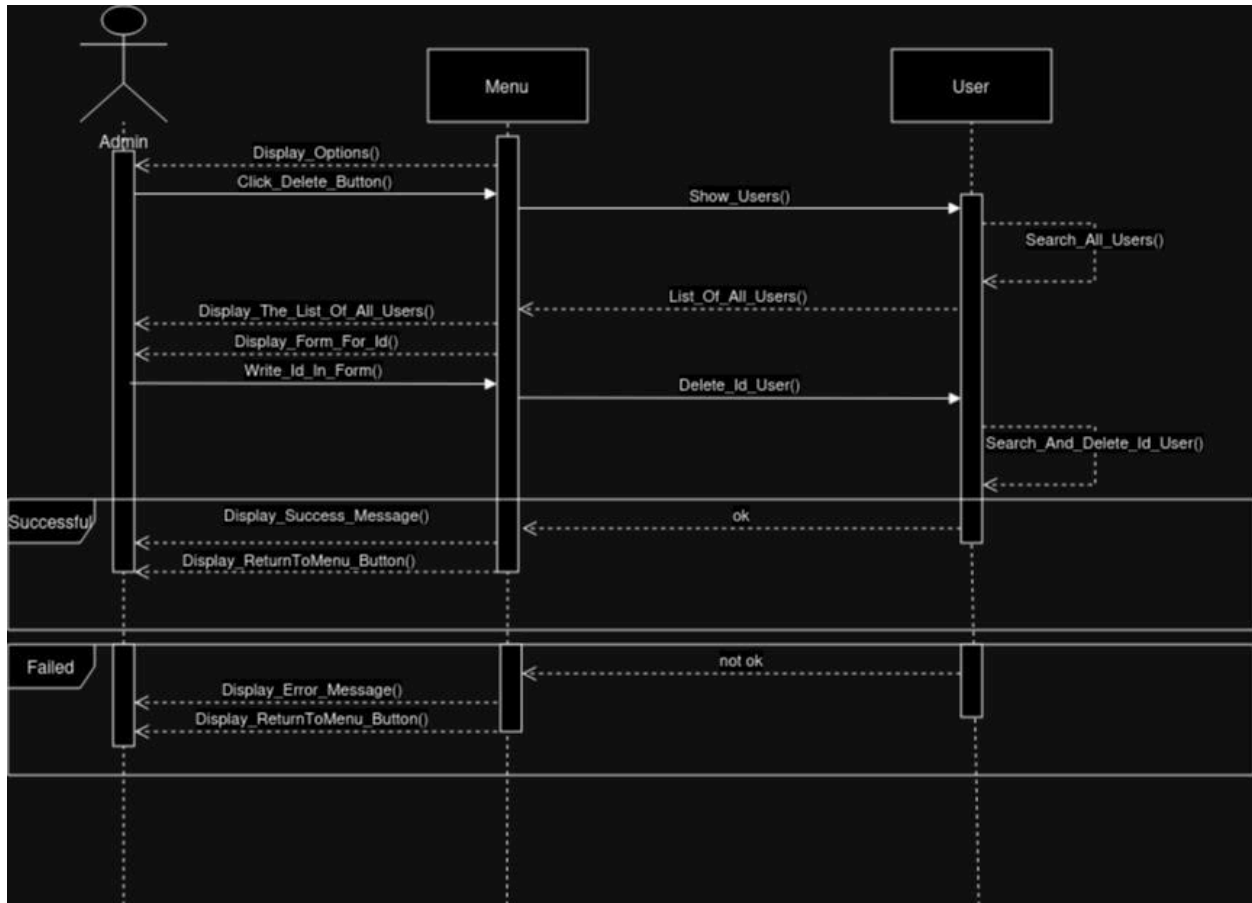 Menu
User
Admin
Display_Options()
Click_Delete_Button()
Show_Users()
Search_All_Users()
List_Of_All_Users()
Display_The_List_Of_All_Users()
Display_Form_For_Id()
Write_Id_In_Form()
Delete_Id_User()
Search_And_Delete_Id_User()
Successful
Display_Success_Message()
ok
Display_ReturnToMenu_Button()
Failed
not ok
Display_Error_Message()
Display_ReturnToMenu_Button()